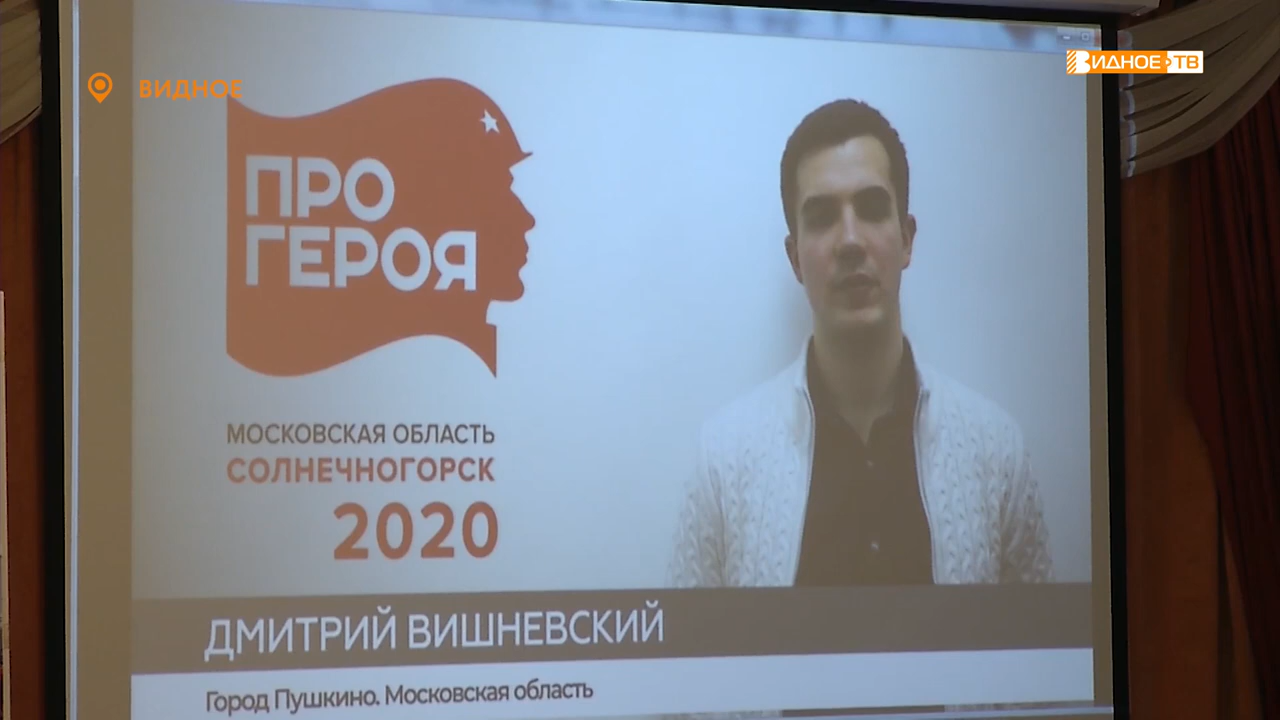 ВИДНОЕ
ВИДНОЕ ТВ
ПРО
ГЕРОЯ
МОСКОВСКАЯ ОБЛАСТЬ
СОЛНЕЧНОГОРСК
2020
ДМИТРИЙ ВИШНЕВСКИЙ
Город Пушкино. Московская область